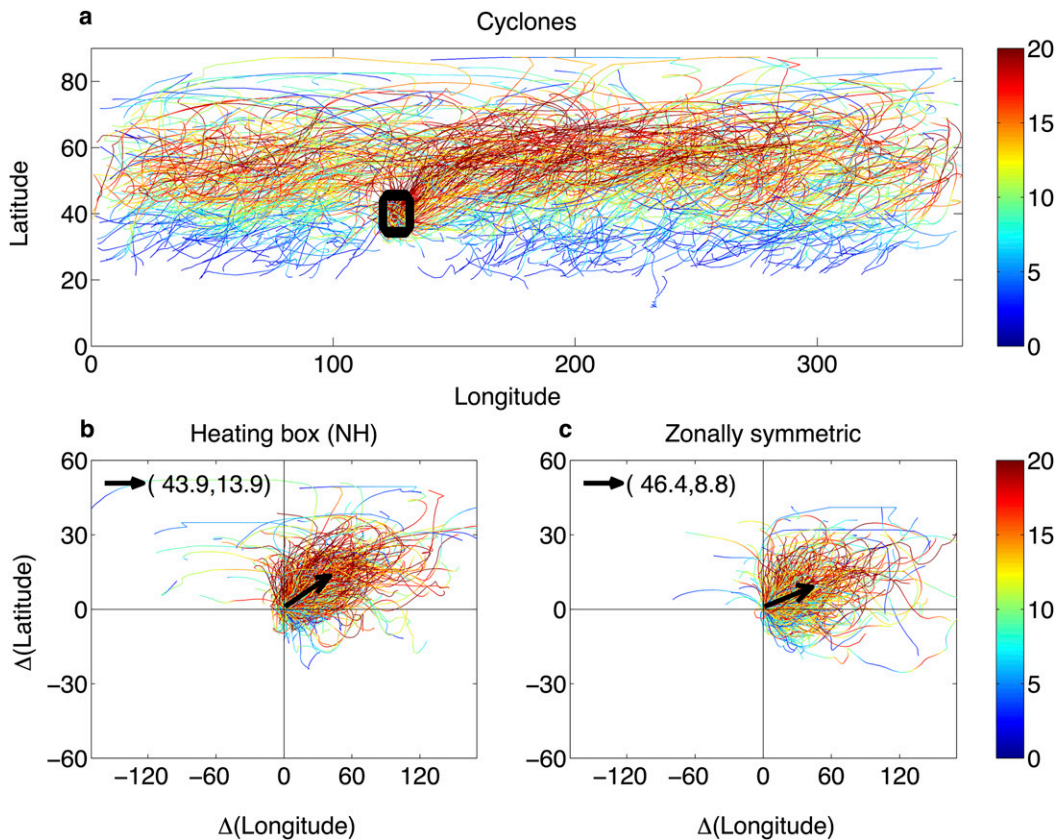 a
Cyclones
80
60
40
20
0
Latitude
0 100 200 300
Longitude
20
15
10
5
0
b Heating box (NH)
( 43.9,13.9)
60
30
0
−30
−60
Δ(Latitude)
−120 −60 0 60 120
Δ(Longitude)
c Zonally symmetric
( 46.4,8.8)
60
30
0
−30
−60
−120 −60 0 60 120
Δ(Longitude)
20
15
10
5
0